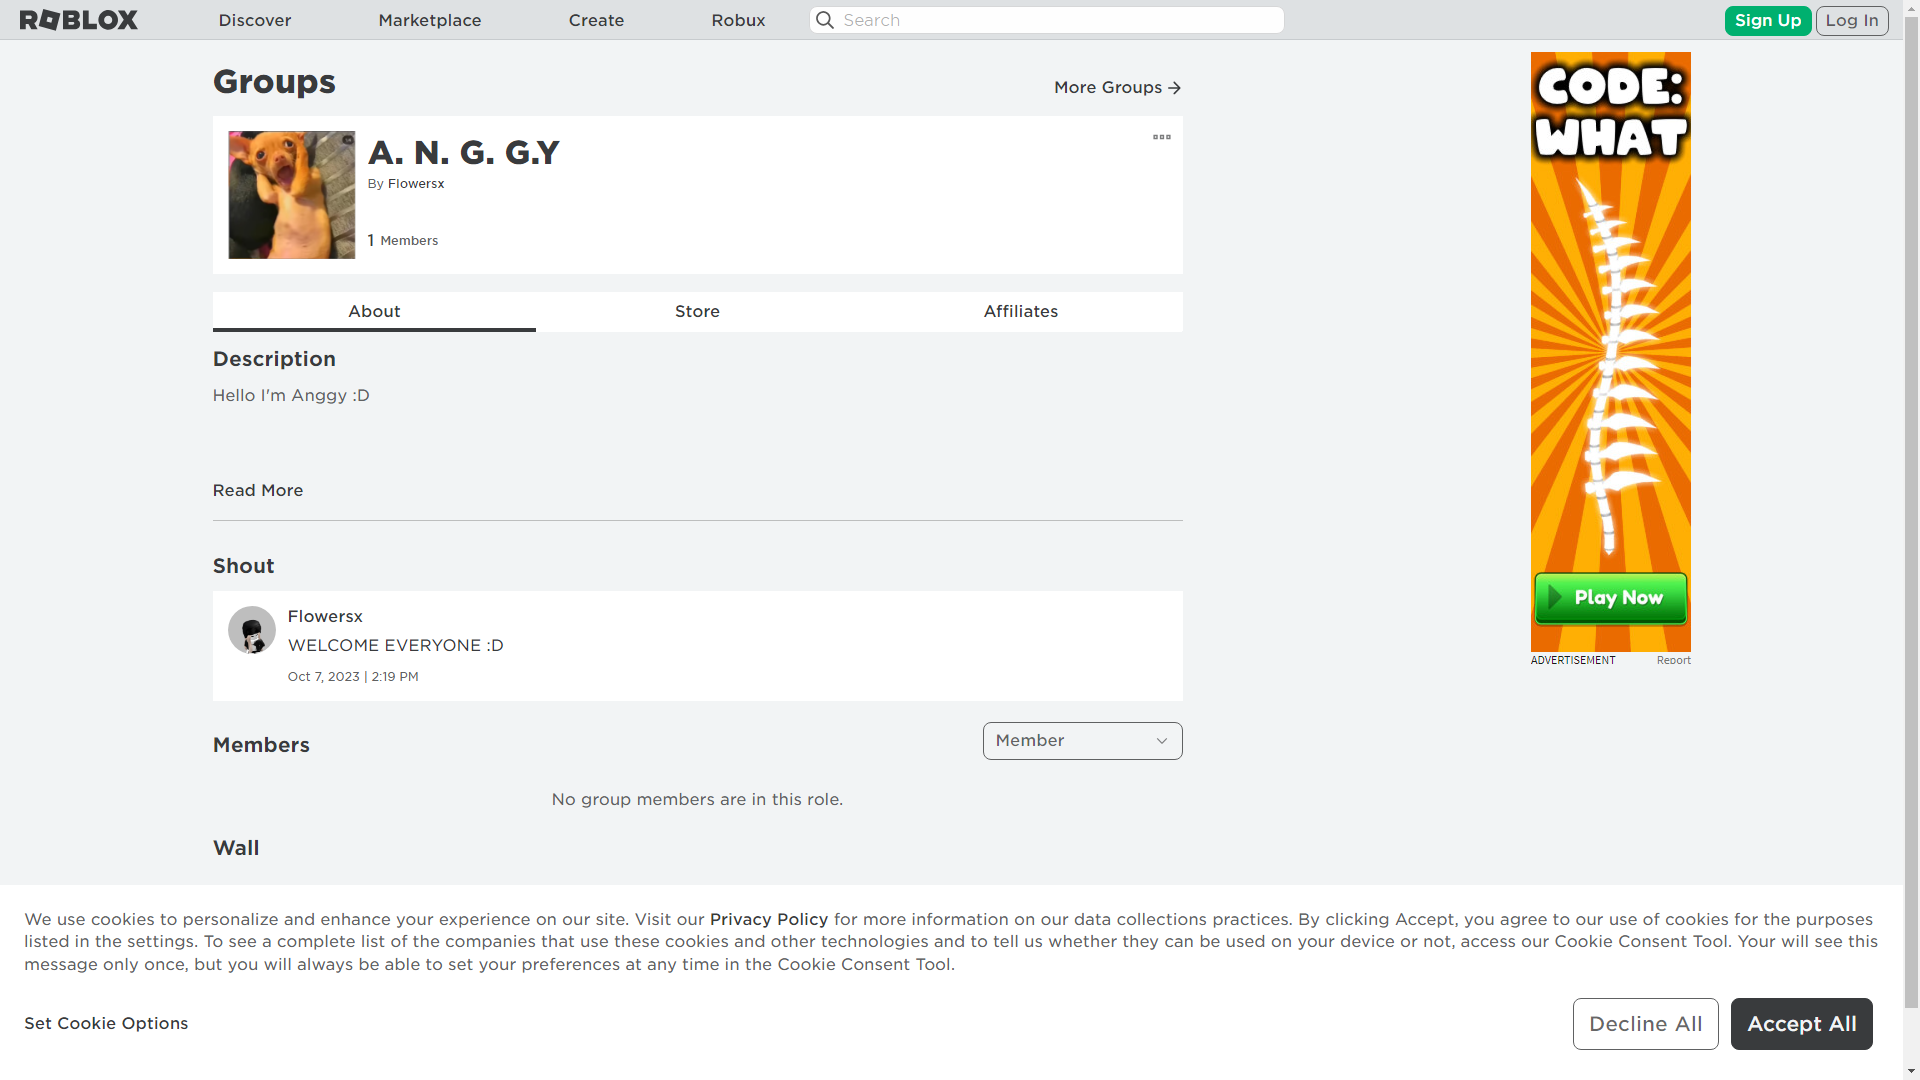 ROBLOX
Discover
Marketplace
Create
Robux
Search
Sign Up
Log In
Groups
More Groups
A. N. G. G.Y
By Flowersx
1 Members
About
Store
Affiliates
Description
Hello I'm Anggy :D
Read More
Shout
Flowersx
WELCOME EVERYONE :D
Oct 7, 2023 | 2:19 PM
Members
Member
No group members are in this role.
Wall
CODE:
WHAT
Play Now
ADVERTISEMENT
Report
We use cookies to personalize and enhance your experience on our site. Visit our Privacy Policy for more information on our data collections practices. By clicking Accept, you agree to our use of cookies for the purposes
listed in the settings. To see a complete list of the companies that use these cookies and other technologies and to tell us whether they can be used on your device or not, access our Cookie Consent Tool. Your will see this
message only once, but you will always be able to set your preferences at any time in the Cookie Consent Tool.
Set Cookie Options
Decline All
Accept All